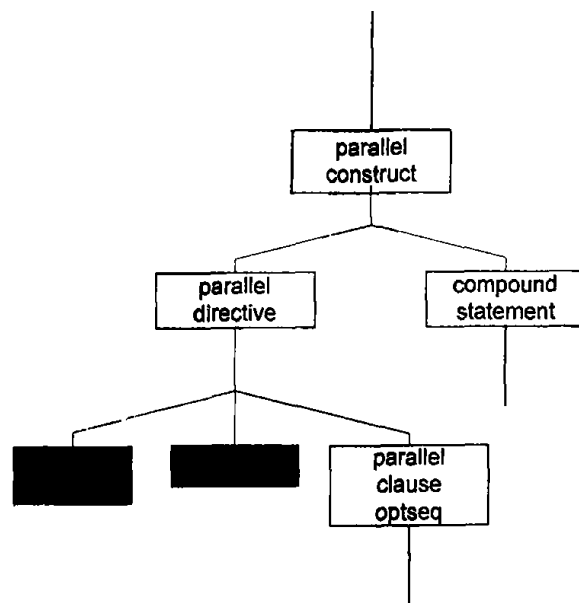 parallel
construct
parallel
directive
compound
statement
parallel
clause
optseq